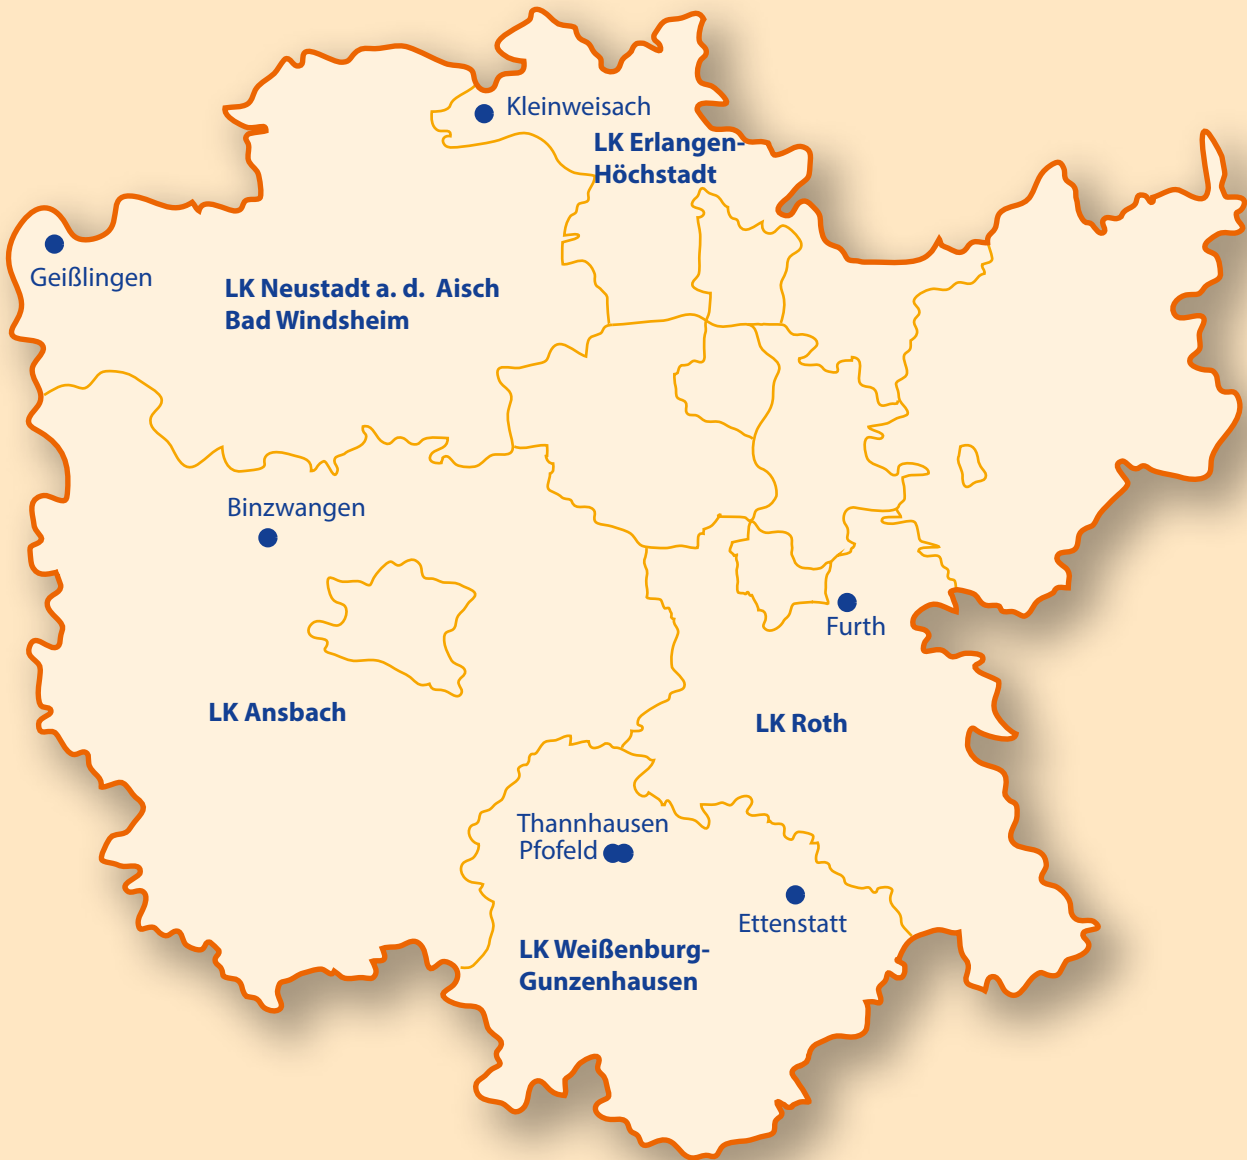 Kleinweisach
LK Erlangen-
Höchstadt
Geißlingen
LK Neustadt a. d. Aisch
Bad Windsheim
Binzwangen
Furth
LK Ansbach
LK Roth
Thannhausen
Pfofeld
Ettenstatt
LK Weißenburg-
Gunzenhausen